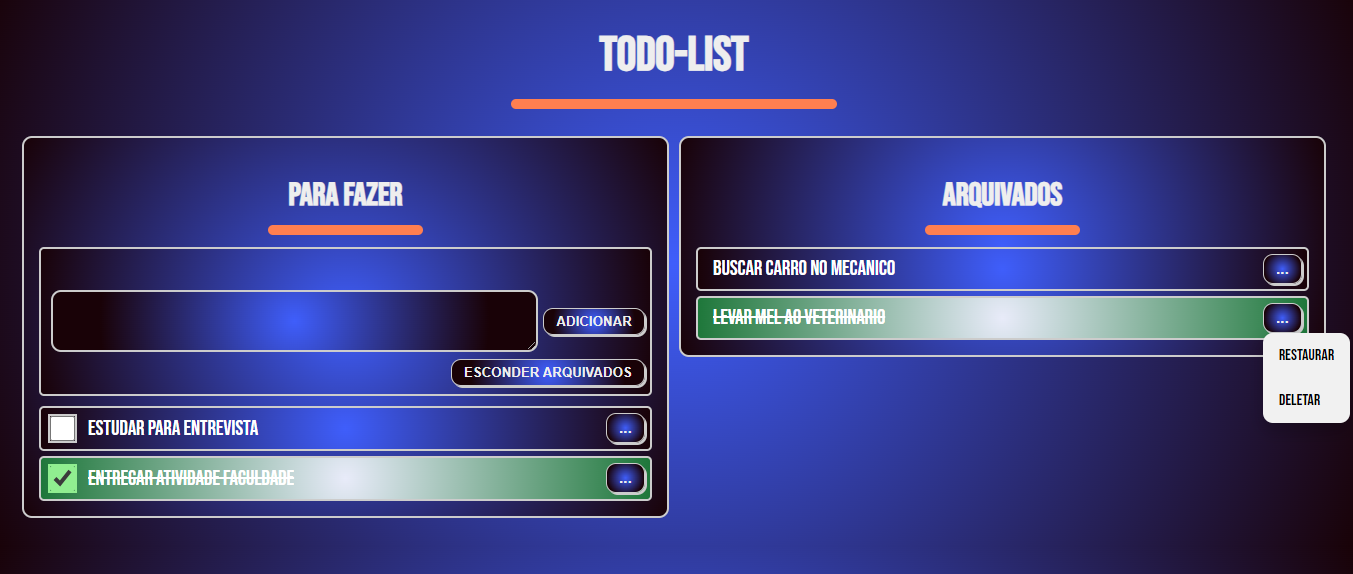 TODO-LIST
PARA FAZER
ADICIONAR
ESCONDER ARQUIVADOS
ESTUDAR PARA ENTREVISTA
...
ENTREGAR ATIVIDADE FACULDADE
...
ARQUIVADOS
BUSCAR CARRO NO MECANICO
...
LEVAR MEL AO VETERINARIO
...
RESTAURAR
DELETAR